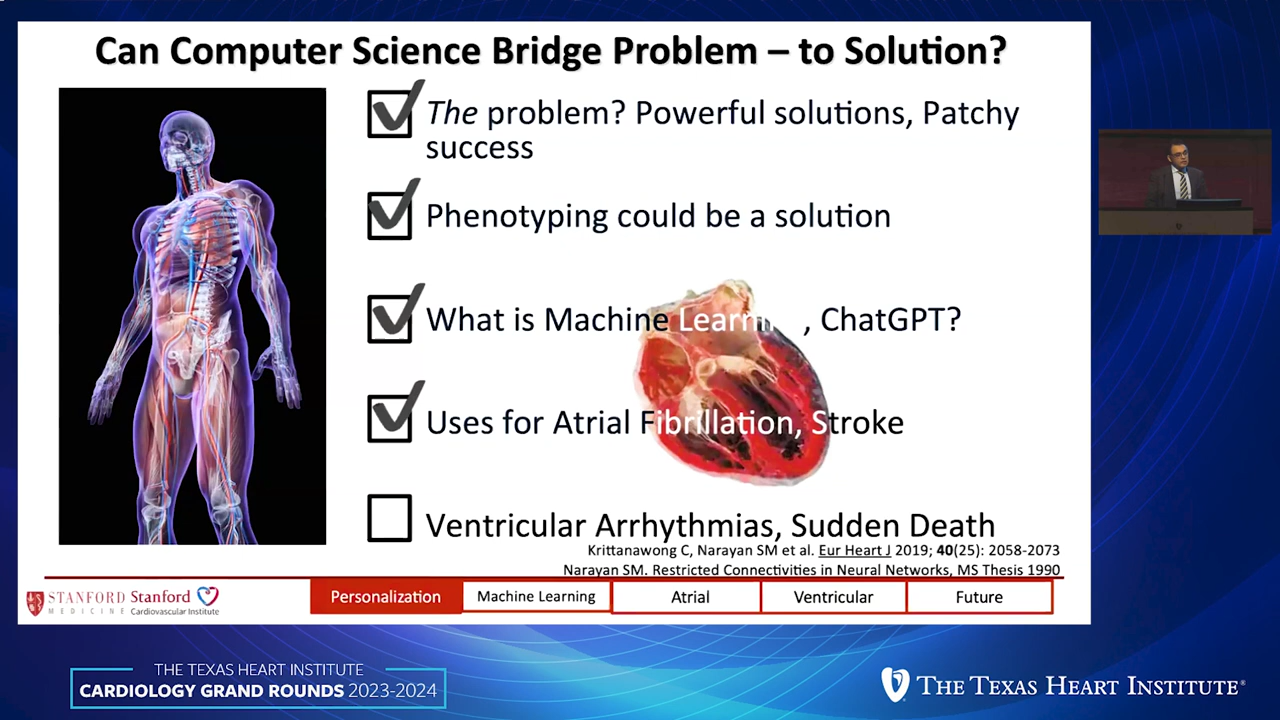 Can Computer Science Bridge Problem – to Solution?
The problem? Powerful solutions, Patchy
success
Phenotyping could be a solution
What is Machine Learni , ChatGPT?
Uses for Atrial Fibrillation, Stroke
Ventricular Arrhythmias, Sudden Death
Krittanawong C, Narayan SM et al. Eur Heart J 2019; 40(25): 2058-2073
Narayan SM. Restricted Connectivities in Neural Networks, MS Thesis 1990
STANFORD
MEDICINE
Stanford
Cardiovascular Institute
Personalization
Machine Learning
Atrial
Ventricular
Future
THE TEXAS HEART INSTITUTE
CARDIOLOGY GRAND ROUNDS 2023-2024
THE TEXAS HEART INSTITUTE®